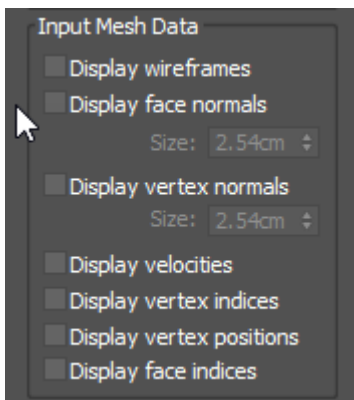 Input Mesh Data
Display wireframes
Display face normals
Size: 2.54cm
Display vertex normals
Size: 2.54cm
Display velocities
Display vertex indices
Display vertex positions
Display face indices